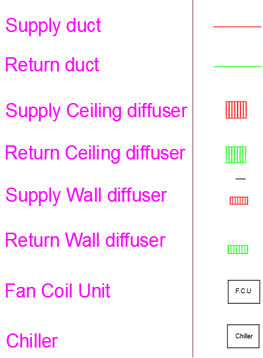 Supply duct
Return duct
Supply Ceiling diffuser
Return Ceiling diffuser
Supply Wall diffuser
Return Wall diffuser
Fan Coil Unit F.C.U
Chiller Chiller